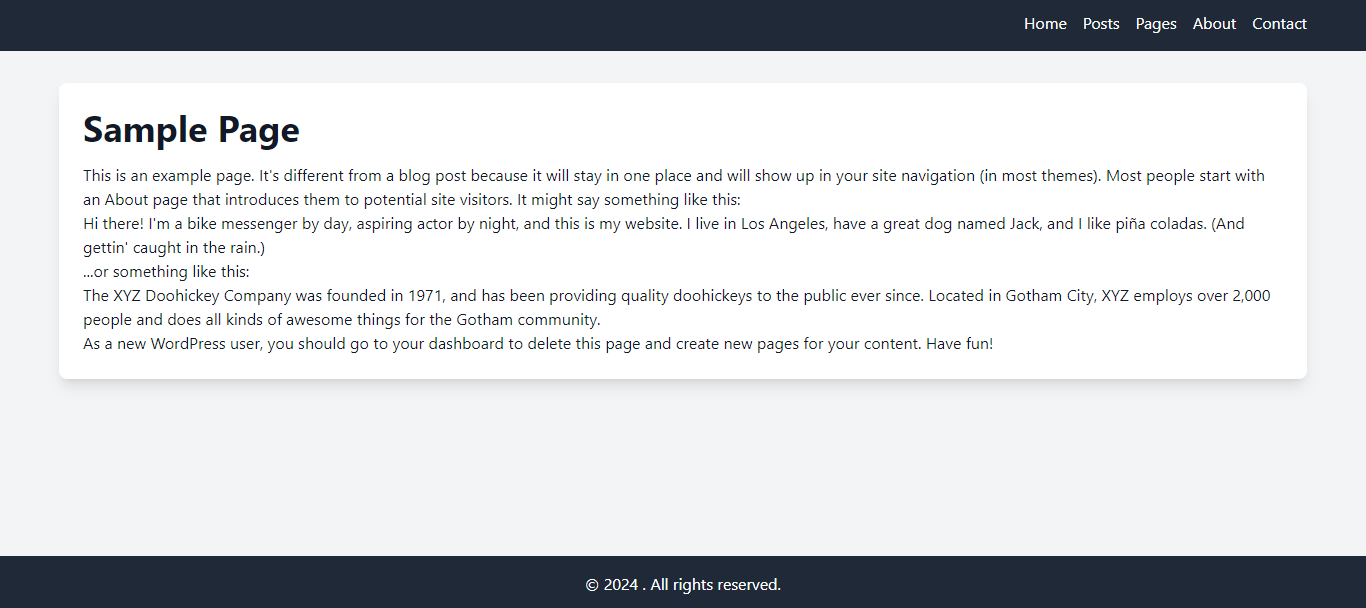 Home Posts Pages About Contact
Sample Page
This is an example page. It's different from a blog post because it will stay in one place and will show up in your site navigation (in most themes). Most people start with
an About page that introduces them to potential site visitors. It might say something like this:
Hi there! I'm a bike messenger by day, aspiring actor by night, and this is my website. I live in Los Angeles, have a great dog named Jack, and I like piña coladas. (And
gettin' caught in the rain.)
...or something like this:
The XYZ Doohickey Company was founded in 1971, and has been providing quality doohickeys to the public ever since. Located in Gotham City, XYZ employs over 2,000
people and does all kinds of awesome things for the Gotham community.
As a new WordPress user, you should go to your dashboard to delete this page and create new pages for your content. Have fun!
© 2024 . All rights reserved.